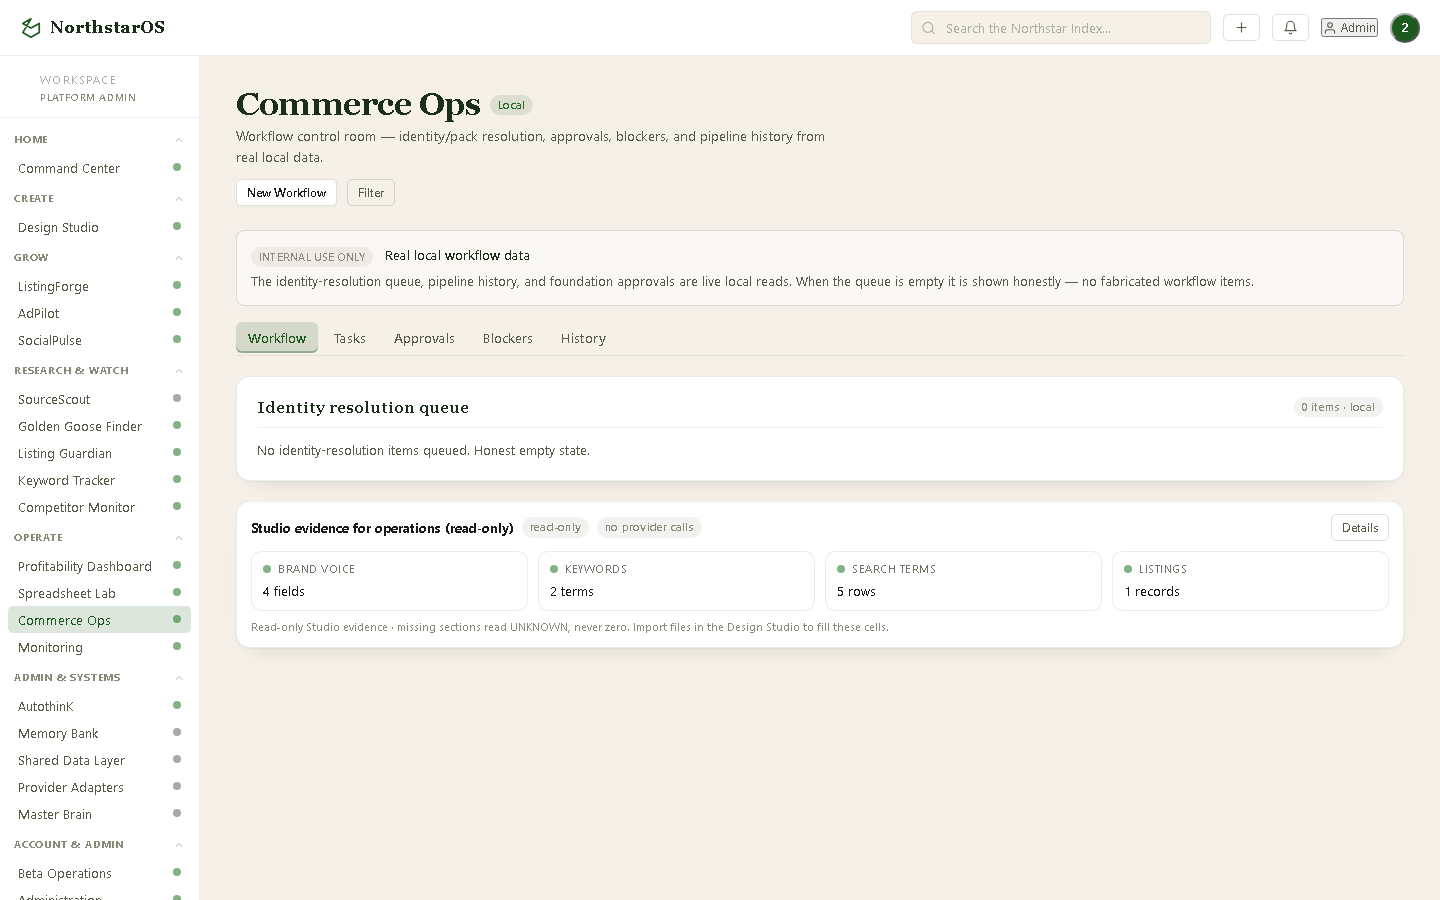 NorthstarOS
Search the Northstar Index...
Admin
2
WORKSPACE
PLATFORM ADMIN
HOME
Command Center
CREATE
Design Studio
GROW
ListingForge
AdPilot
SocialPulse
RESEARCH & WATCH
SourceScout
Golden Goose Finder
Listing Guardian
Keyword Tracker
Competitor Monitor
OPERATE
Profitability Dashboard
Spreadsheet Lab
Commerce Ops
Monitoring
ADMIN & SYSTEMS
AutothinK
Memory Bank
Shared Data Layer
Provider Adapters
Master Brain
ACCOUNT & ADMIN
Beta Operations
Administration
Commerce Ops Local
Workflow control room — identity/pack resolution, approvals, blockers, and pipeline history from
real local data.
New Workflow Filter
INTERNAL USE ONLY Real local workflow data
The identity-resolution queue, pipeline history, and foundation approvals are live local reads. When the queue is empty it is shown honestly — no fabricated workflow items.
Workflow Tasks Approvals Blockers History
Identity resolution queue 0 items · local
No identity-resolution items queued. Honest empty state.
Studio evidence for operations (read-only) read-only no provider calls Details
BRAND VOICE
4 fields
KEYWORDS
2 terms
SEARCH TERMS
5 rows
LISTINGS
1 records
Read-only Studio evidence · missing sections read UNKNOWN, never zero. Import files in the Design Studio to fill these cells.